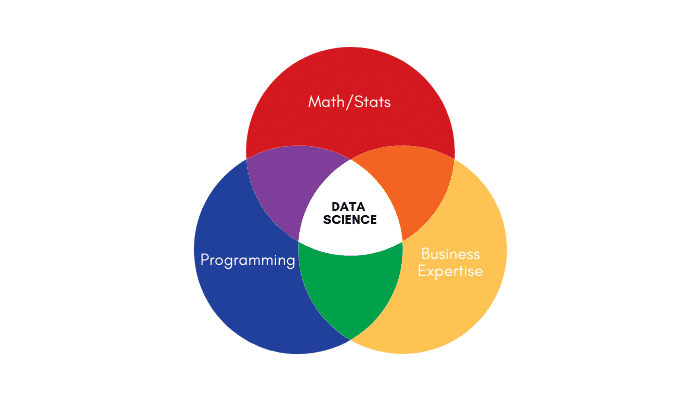 Math/Stats
DATA
SCIENCE
Programming
Business
Expertise